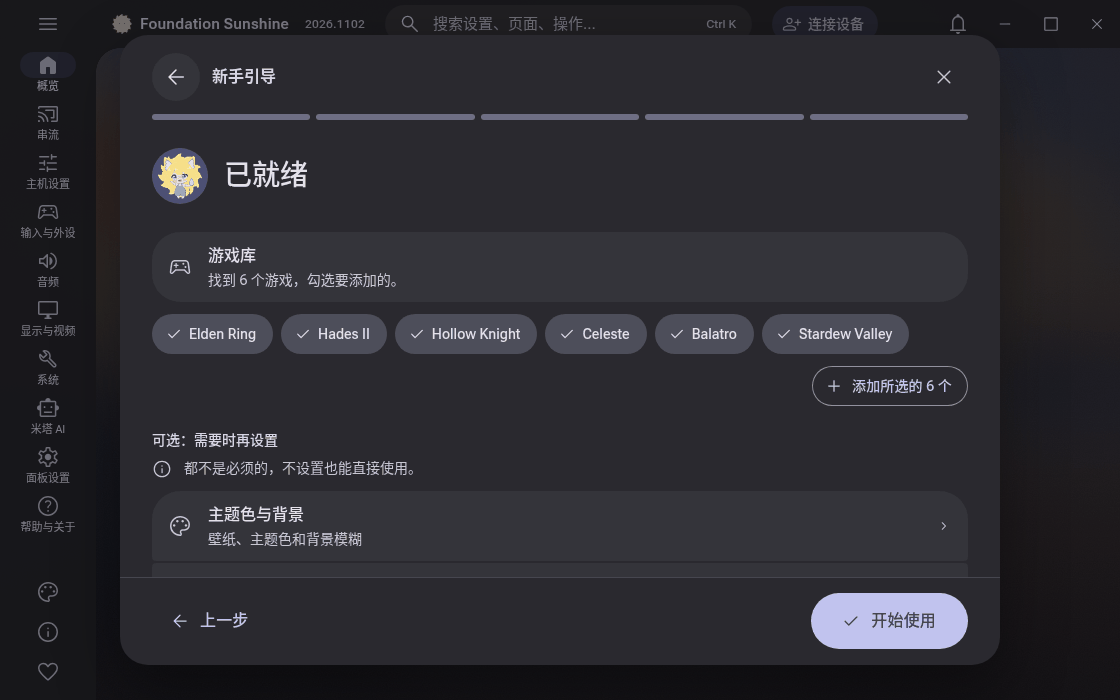 Foundation Sunshine 2026.1102
搜索设置、页面、操作... Ctrl K
连接设备
概览
串流
主机设置
输入与外设
音频
显示与视频
系统
米塔 AI
面板设置
帮助与关于
新手引导
已就绪
游戏库
找到 6 个游戏，勾选要添加的。
Elden Ring
Hades II
Hollow Knight
Celeste
Balatro
Stardew Valley
添加所选的 6 个
可选：需要时再设置
都不是必须的，不设置也能直接使用。
主题色与背景
壁纸、主题色和背景模糊
上一步
开始使用